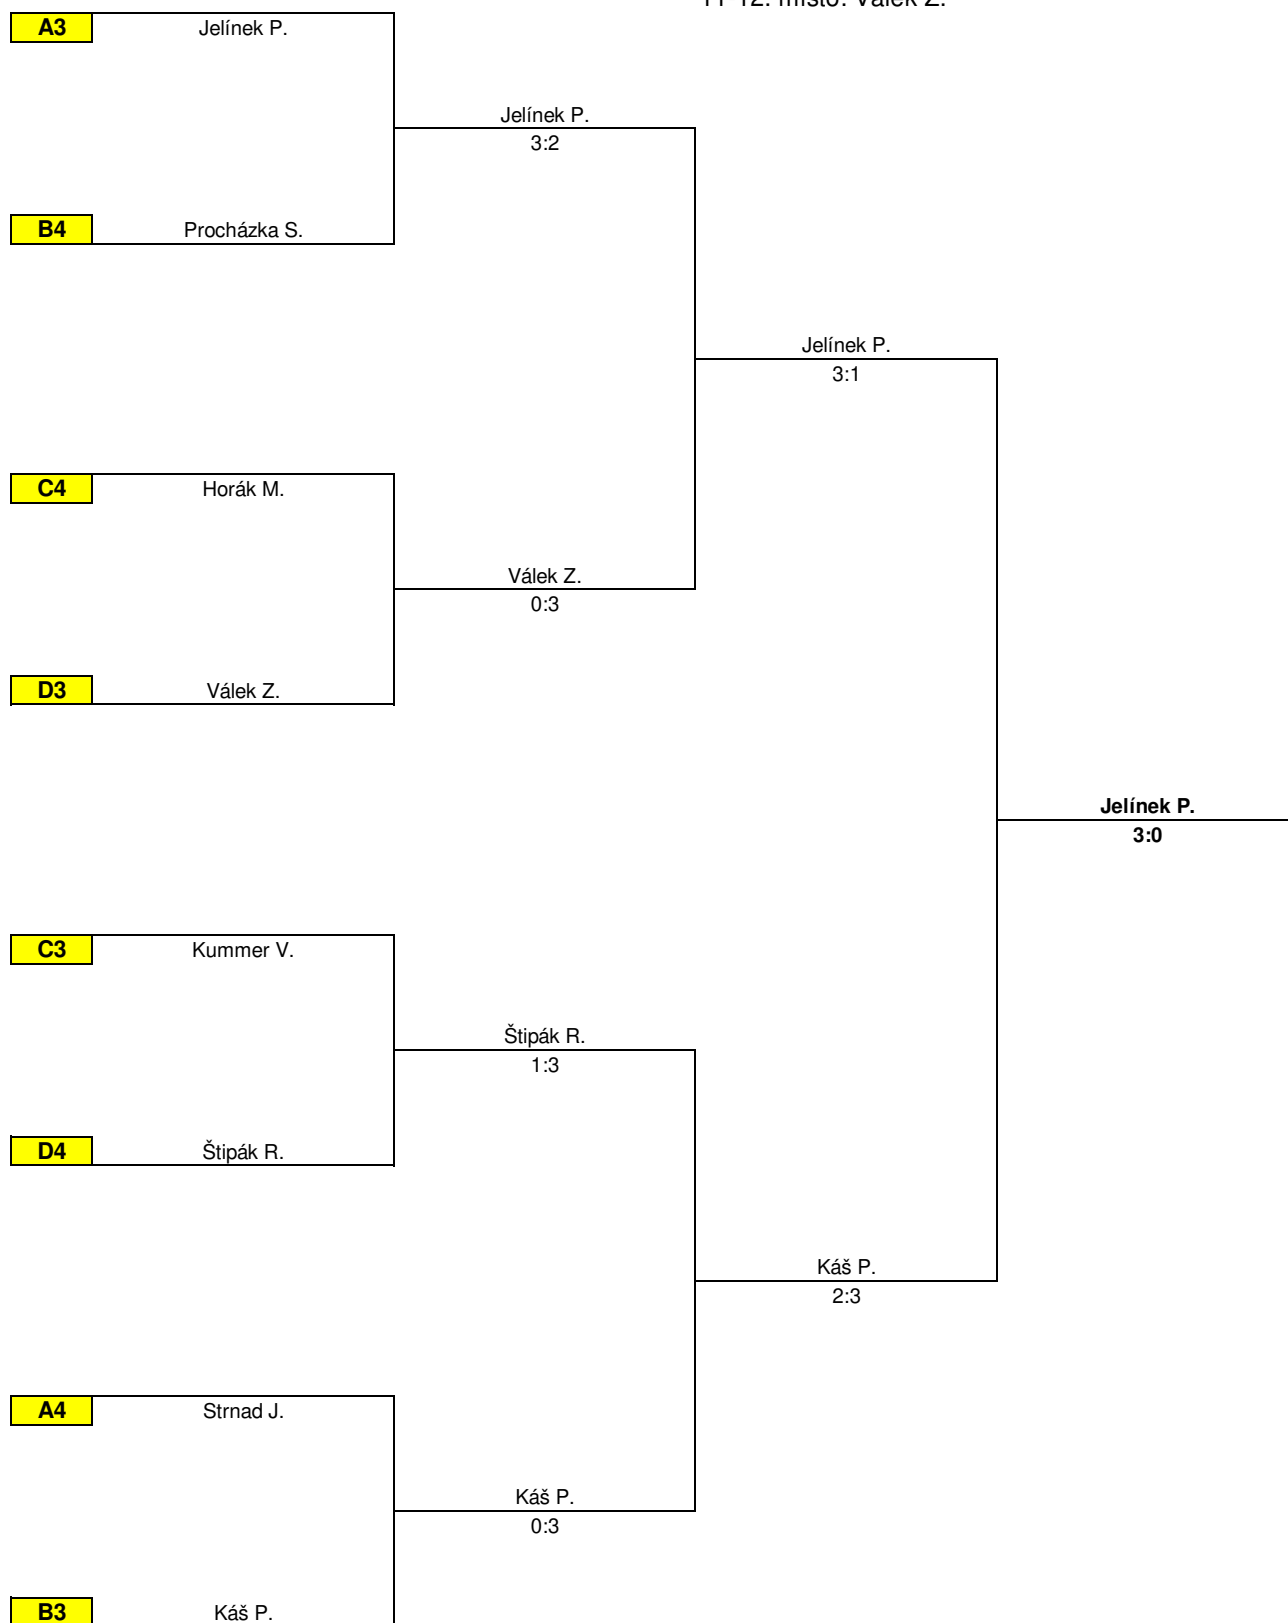 11-12. místo: Válek Z.
A3 Jelínek P.
Jelínek P.
3:2
B4 Procházka S.
Jelínek P.
3:1
C4 Horák M.
Válek Z.
0:3
D3 Válek Z.
Jelínek P.
3:0
C3 Kummer V.
Štipák R.
1:3
D4 Štipák R.
Káš P.
2:3
A4 Strnad J.
Káš P.
0:3
B3 Káš P.